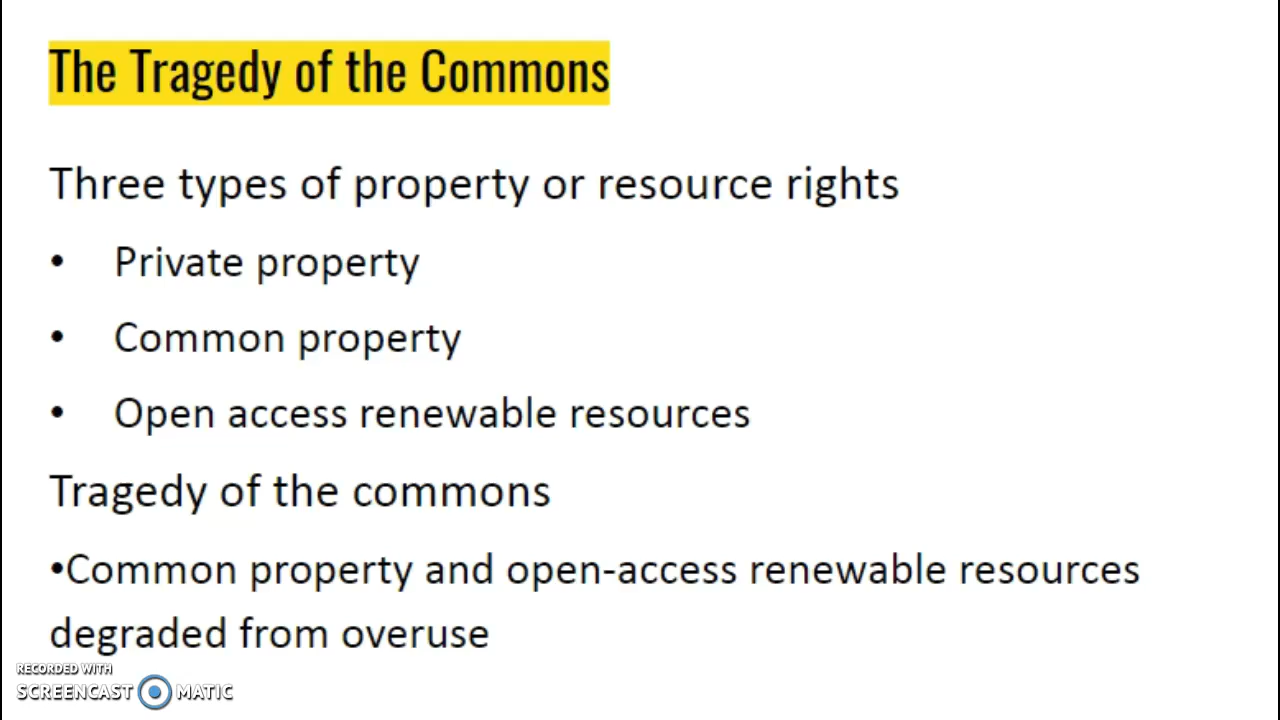 The Tragedy of the Commons
Three types of property or resource rights
• Private property
• Common property
• Open access renewable resources
Tragedy of the commons
•Common property and open-access renewable resources
degraded from overuse
RECORDED WITH
SCREENCAST MATIC